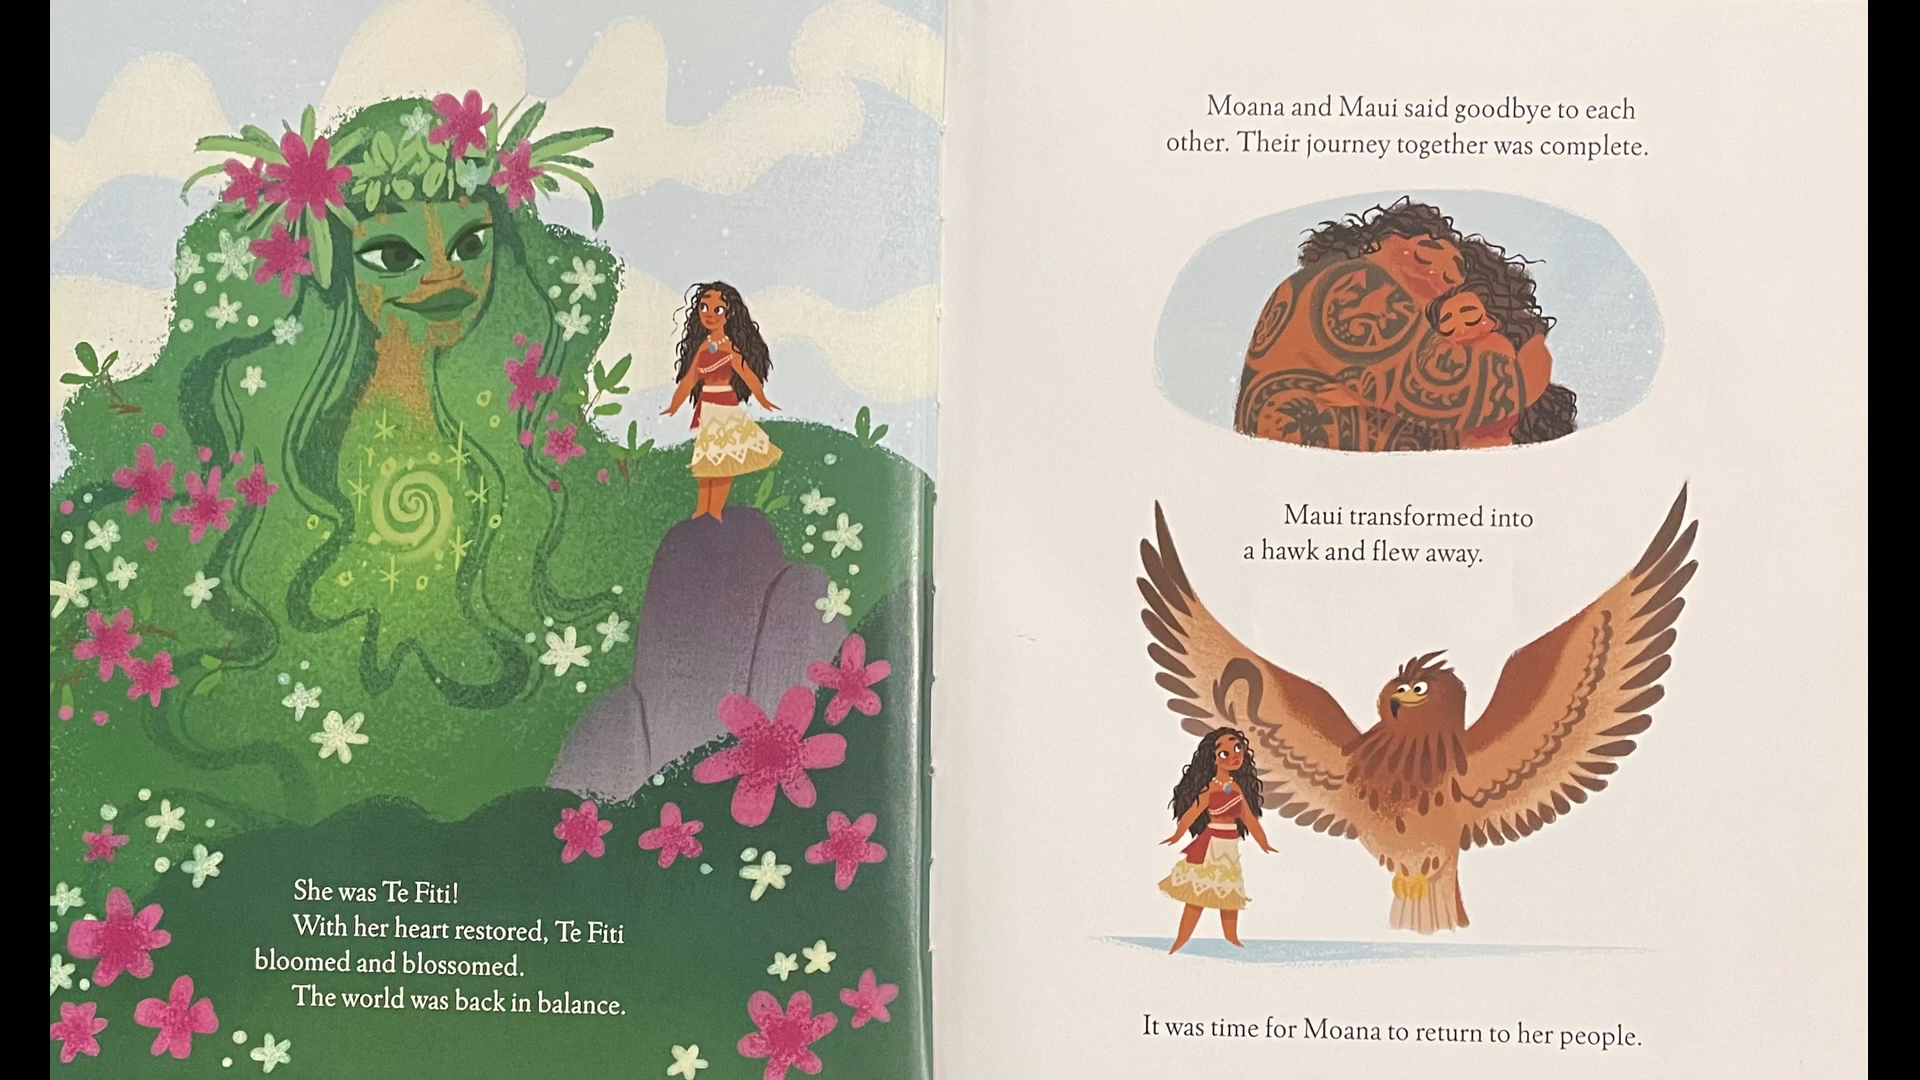 She was Te Fiti!
With her heart restored, Te Fiti
bloomed and blossomed.
The world was back in balance.
Moana and Maui said goodbye to each
other. Their journey together was complete.
Maui transformed into
a hawk and flew away.
It was time for Moana to return to her people.